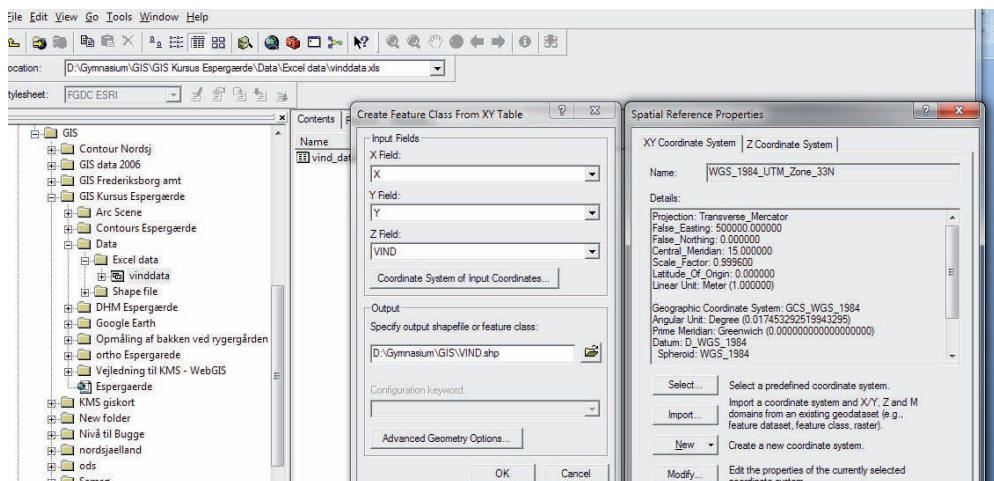 File Edit View Go Tools Window Help
ocation: D:\Gymnasium\GIS\GIS Kursus Espergærde\Data\Excel data\vinddata.xls
tylesheet: FGDC ESRI
GIS
Contour Nordsj
GIS data 2006
GIS Frederiksborg amt
GIS Kursus Espergærde
Arc Scene
Contours Espergærde
Data
Excel data
vinddata
Shape file
DHM Espergærde
Google Earth
Opmåling af bakken ved rygergården
ortho Espergarede
Vejledning til KMS - WebGIS
Espergaerde
KMS giskort
New folder
Nivå til Bugge
nordsjaelland
ods
Contents
Name
vind_dat
Create Feature Class From XY Table
Input Fields
X Field:
X
Y Field:
Y
Z Field:
VIND
Coordinate System of Input Coordinates...
Output
Specify output shapefile or feature class:
D:\Gymnasium\GIS\VIND.shp
Configuration keyword:
Advanced Geometry Options...
OK Cancel
Spatial Reference Properties
XY Coordinate System Z Coordinate System
Name: WGS_1984_UTM_Zone_33N
Details:
Projection: Transverse_Mercator
False_Easting: 500000.000000
False_Northing: 0.000000
Central_Meridian: 15.000000
Scale_Factor: 0.999600
Latitude_Of_Origin: 0.000000
Linear Unit: Meter (1.000000)
Geographic Coordinate System: GCS_WGS_1984
Angular Unit: Degree (0.017453292519943295)
Prime Meridian: Greenwich (0.000000000000000000)
Datum: D_WGS_1984
Spheroid: WGS_1984
Select... Select a predefined coordinate system.
Import... Import a coordinate system and X/Y, Z and M
domains from an existing geodataset (e.g.,
feature dataset, feature class, raster).
New Create a new coordinate system.
Modify... Edit the properties of the currently selected
coordinate system.